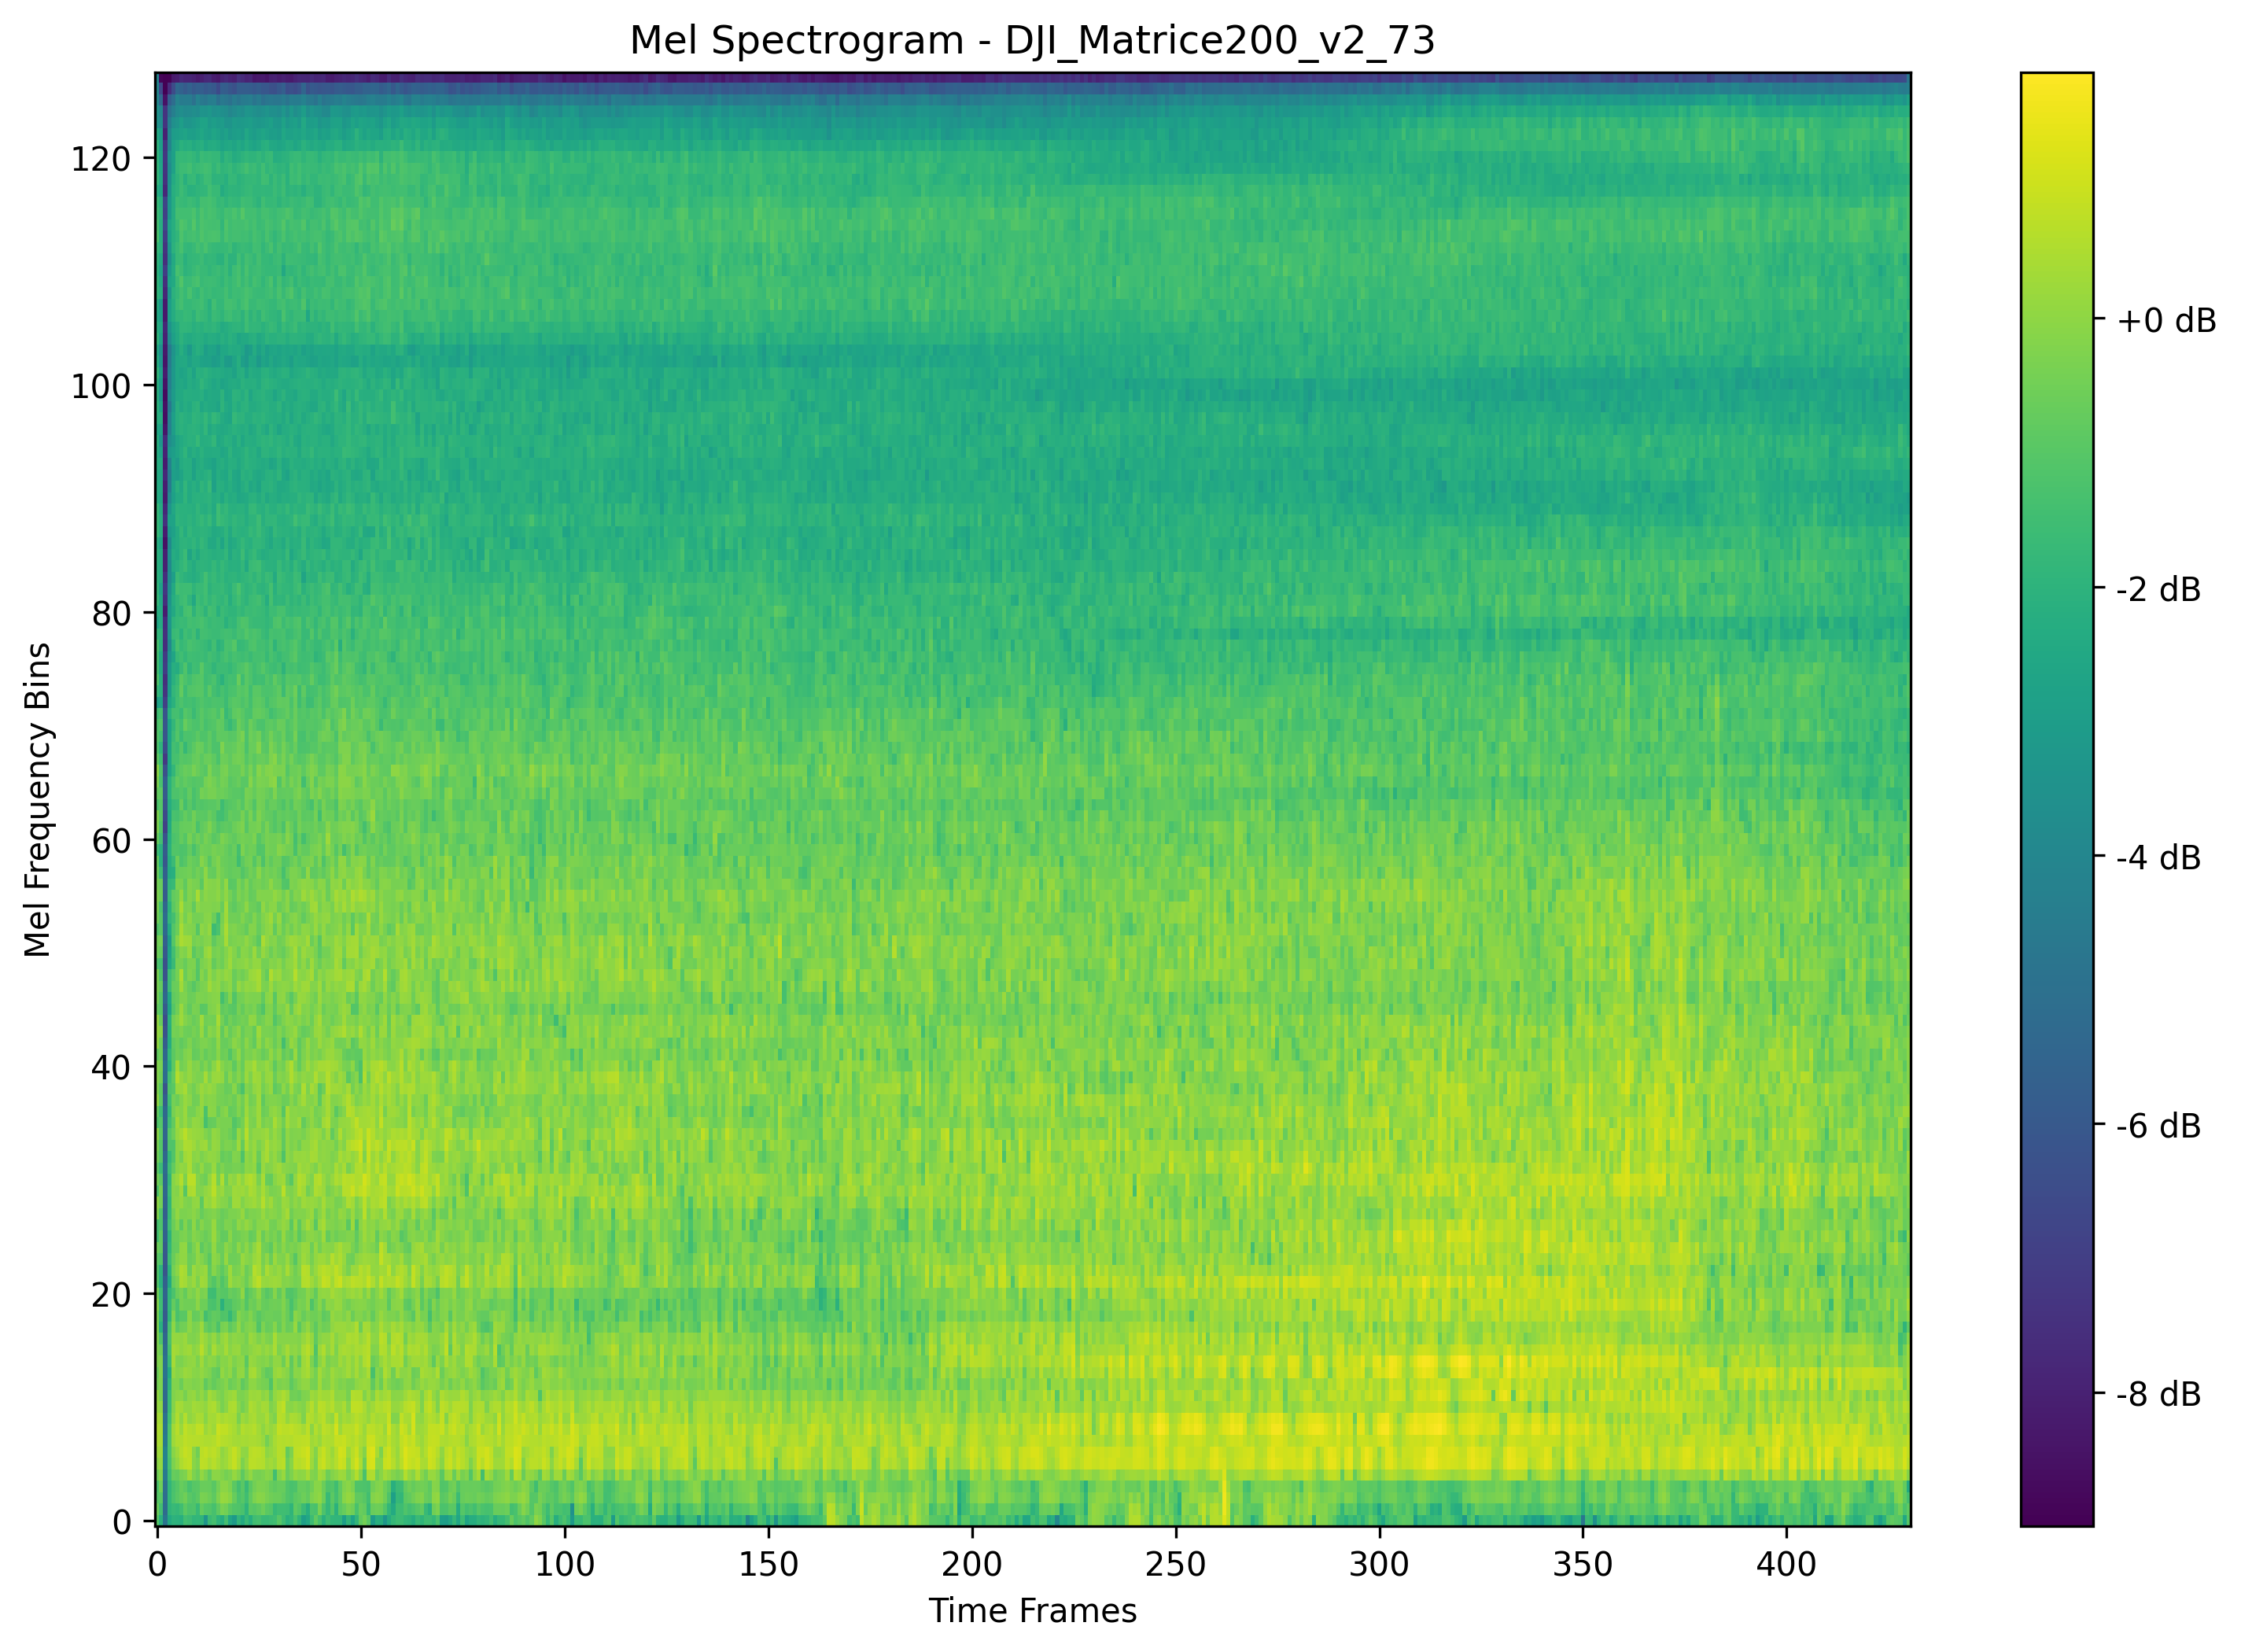 Mel Spectrogram - DJI_Matrice200_v2_73
Mel Frequency Bins
120
100
80
60
40
20
0
0 50 100 150 200 250 300 350 400
Time Frames
+0 dB
-2 dB
-4 dB
-6 dB
-8 dB